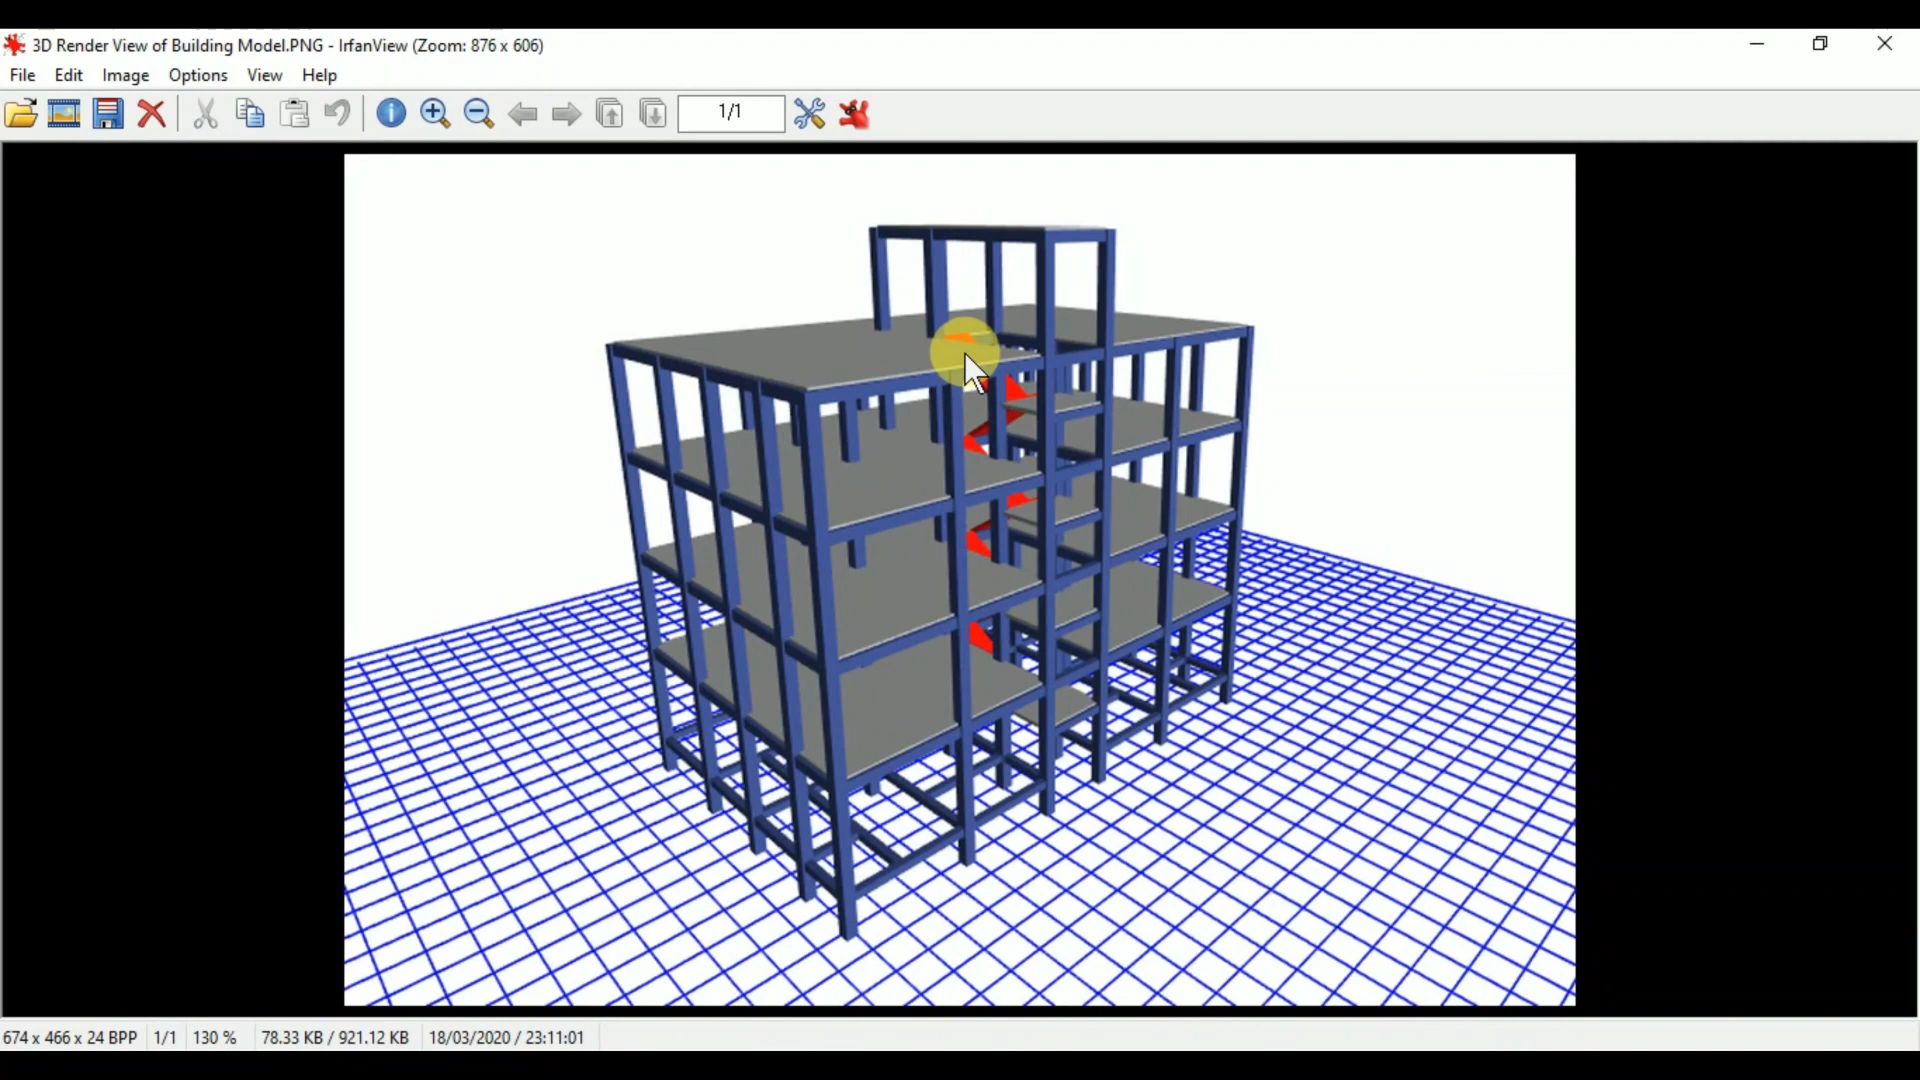 3D Render View of Building Model.PNG - IrfanView (Zoom: 876 x 606)
File Edit Image Options View Help
1/1
674 x 466 x 24 BPP 1/1 130 % 78.33 KB / 921.12 KB 18/03/2020 / 23:11:01